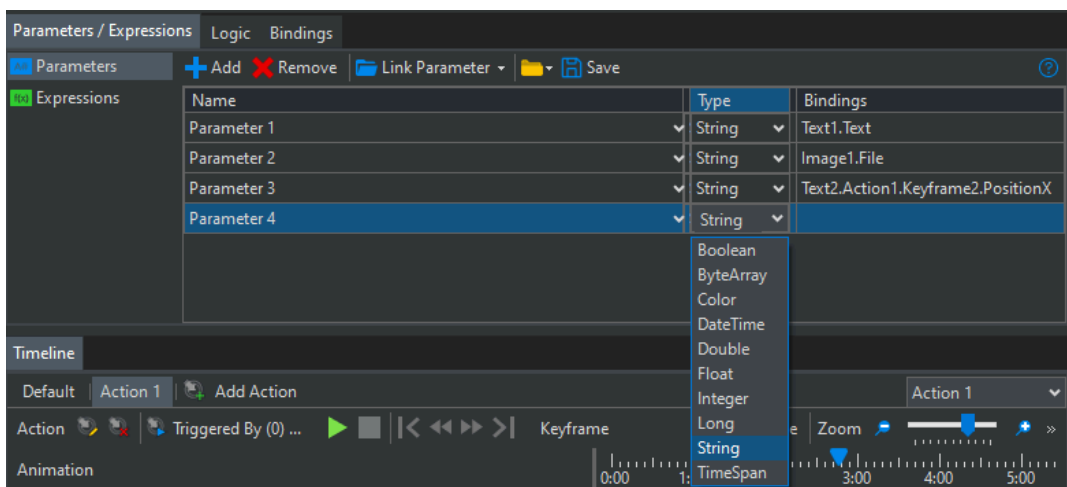 Parameters / Expressions Logic Bindings
Parameters Add Remove Link Parameter Save
f(x) Expressions
Name Type Bindings
Parameter 1 String Text1.Text
Parameter 2 String Image1.File
Parameter 3 String Text2.Action1.Keyframe2.PositionX
Parameter 4 String
Boolean
ByteArray
Color
DateTime
Double
Float
Integer
Long
String
TimeSpan
Timeline
Default Action 1 Add Action Action 1
Action Triggered By (0) ... Keyframe Zoom »
Animation 0:00 3:00 4:00 5:00